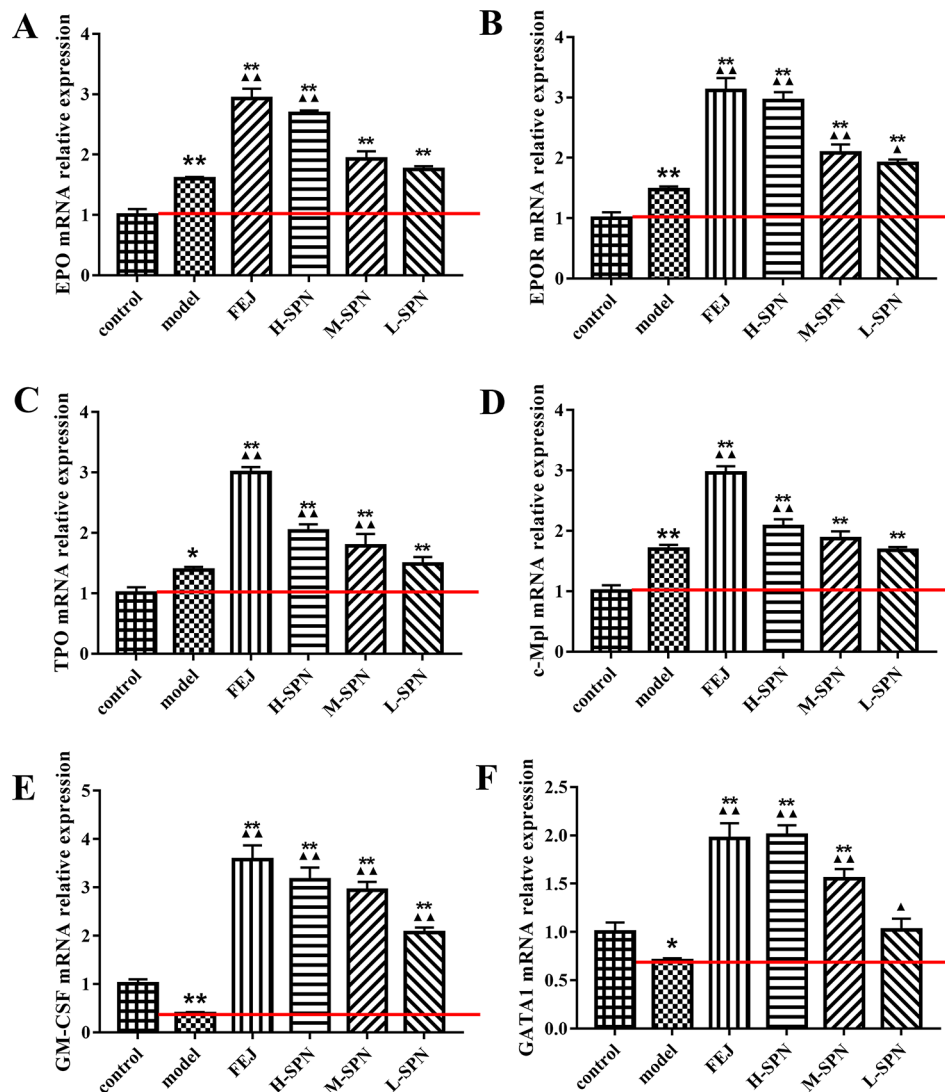 A
EPO mRNA relative expression
4
3
2
1
0
**
**
▲▲
**
▲▲
**
**
control
model
FEJ
H-SPN
M-SPN
L-SPN
B
EPOR mRNA relative expression
4
3
2
1
0
**
**
▲▲
**
▲▲
**
▲▲
**
▲
control
model
FEJ
H-SPN
M-SPN
L-SPN
C
TPO mRNA relative expression
4
3
2
1
0
*
**
▲▲
**
▲▲
**
▲▲
**
control
model
FEJ
H-SPN
M-SPN
L-SPN
D
c-Mpl mRNA relative expression
4
3
2
1
0
**
**
▲▲
**
▲▲
**
**
control
model
FEJ
H-SPN
M-SPN
L-SPN
E
GM-CSF mRNA relative expression
5
4
3
2
1
0
**
**
▲▲
**
▲▲
**
▲▲
**
▲▲
control
model
FEJ
H-SPN
M-SPN
L-SPN
F
GATA1 mRNA relatve expression
2.5
2.0
1.5
1.0
0.5
0.0
*
**
▲▲
**
▲▲
**
▲▲
▲
control
model
FEJ
H-SPN
M-SPN
L-SPN